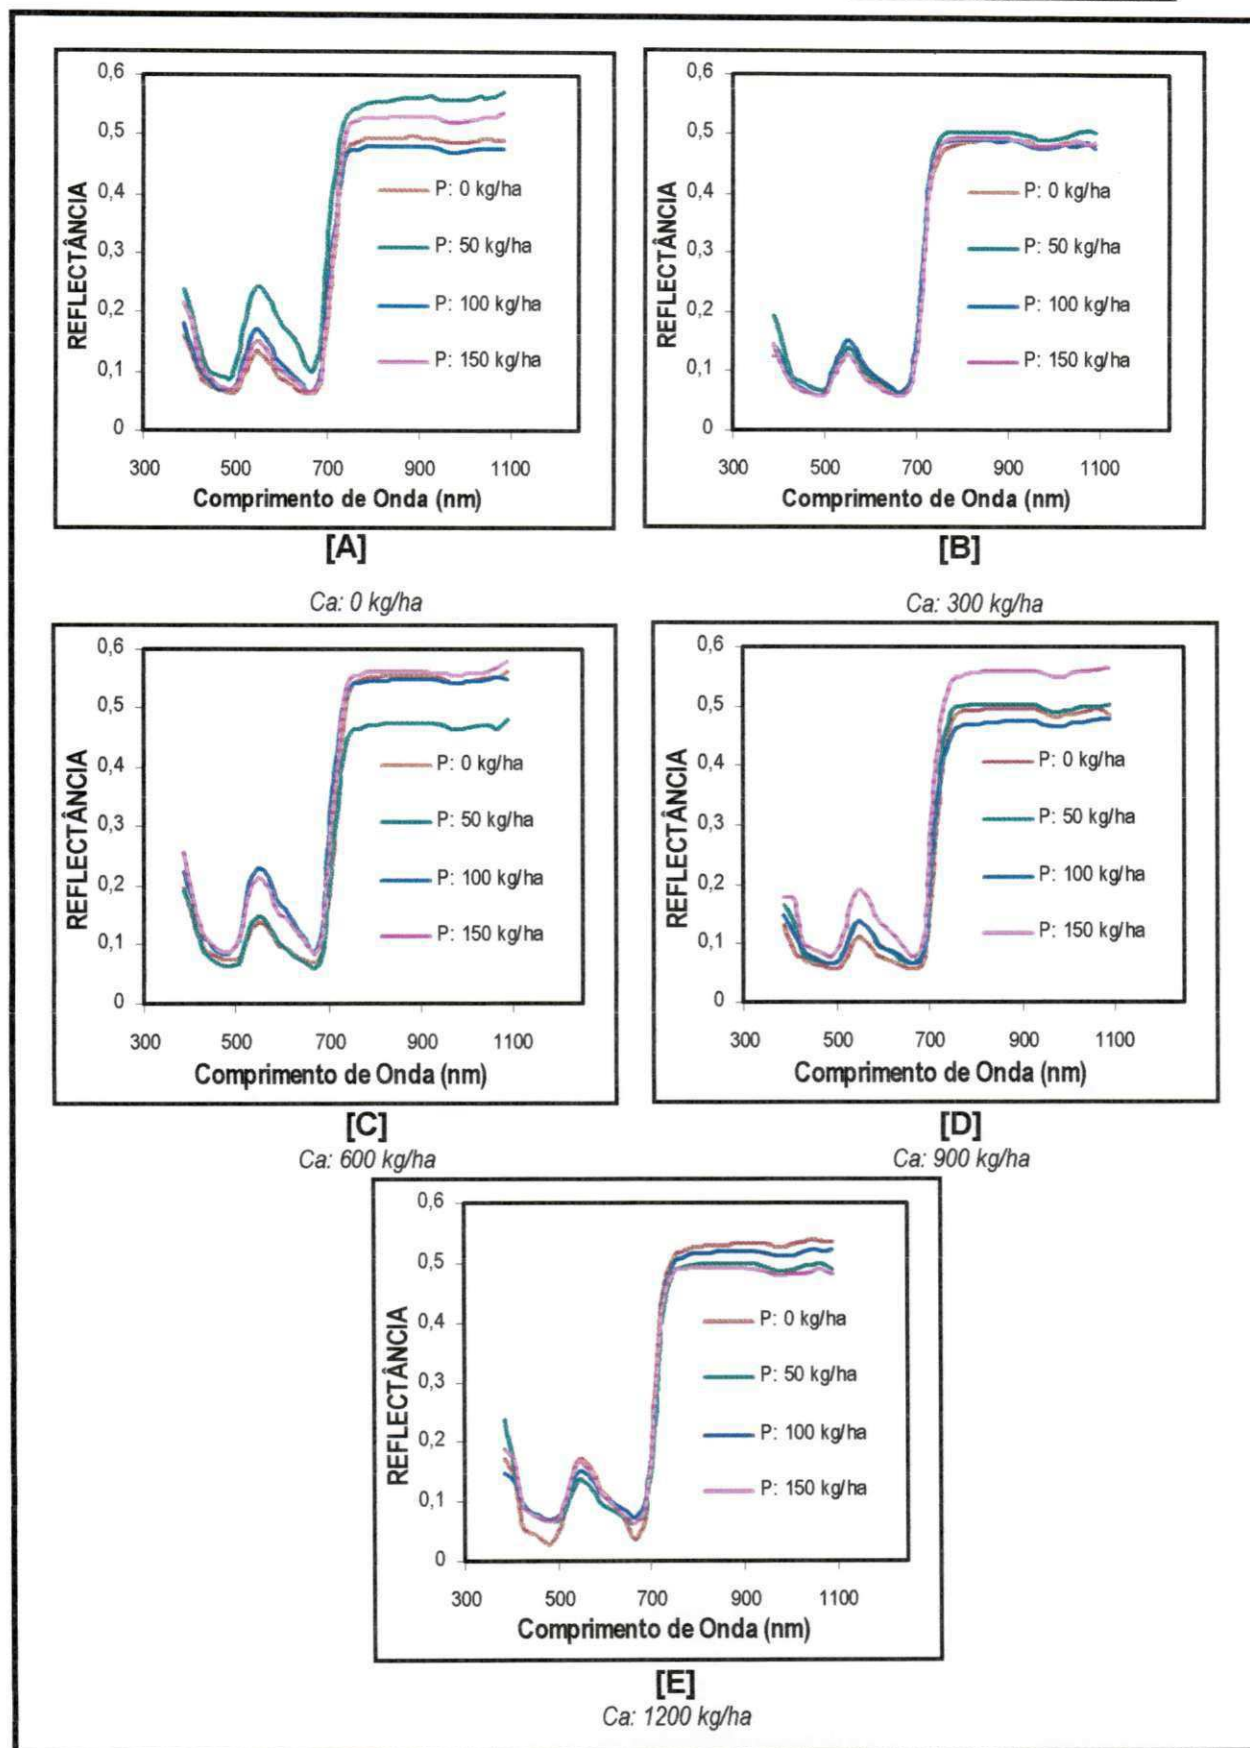 0,6
0,5
0,4
0,3
0,2
0,1
0
REFLECTÂNCIA
P: 0 kg/ha
P: 50 kg/ha
P: 100 kg/ha
P: 150 kg/ha
300 500 700 900 1100
Comprimento de Onda (nm)
[A]
Ca: 0 kg/ha
0,6
0,5
0,4
0,3
0,2
0,1
0
REFLECTÂNCIA
P: 0 kg/ha
P: 50 kg/ha
P: 100 kg/ha
P: 150 kg/ha
300 500 700 900 1100
Comprimento de Onda (nm)
[B]
Ca: 300 kg/ha
0,6
0,5
0,4
0,3
0,2
0,1
0
REFLECTÂNCIA
P: 0 kg/ha
P: 50 kg/ha
P: 100 kg/ha
P: 150 kg/ha
300 500 700 900 1100
Comprimento de Onda (nm)
[C]
Ca: 600 kg/ha
0,6
0,5
0,4
0,3
0,2
0,1
0
REFLECTÂNCIA
P: 0 kg/ha
P: 50 kg/ha
P: 100 kg/ha
P: 150 kg/ha
300 500 700 900 1100
Comprimento de Onda (nm)
[D]
Ca: 900 kg/ha
0,6
0,5
0,4
0,3
0,2
0,1
0
REFLECTÂNCIA
P: 0 kg/ha
P: 50 kg/ha
P: 100 kg/ha
P: 150 kg/ha
300 500 700 900 1100
Comprimento de Onda (nm)
[E]
Ca: 1200 kg/ha